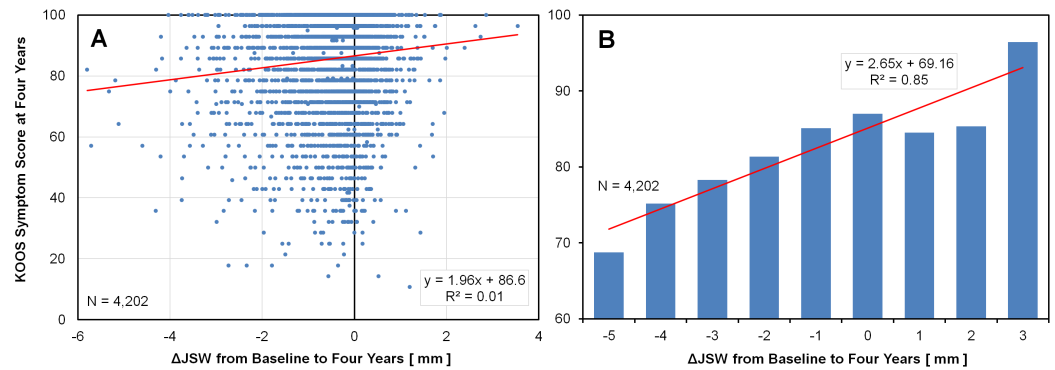 A
KOOS Symptom Score at Four Years
100
80
60
40
20
0
N = 4,202
y = 1.96x + 86.6
R² = 0.01
-6
-4
-2
0
2
4
ΔJSW from Baseline to Four Years [ mm ]
B
100
90
80
70
60
y = 2.65x + 69.16
R² = 0.85
N = 4,202
-5
-4
-3
-2
-1
0
1
2
3
ΔJSW from Baseline to Four Years [ mm ]